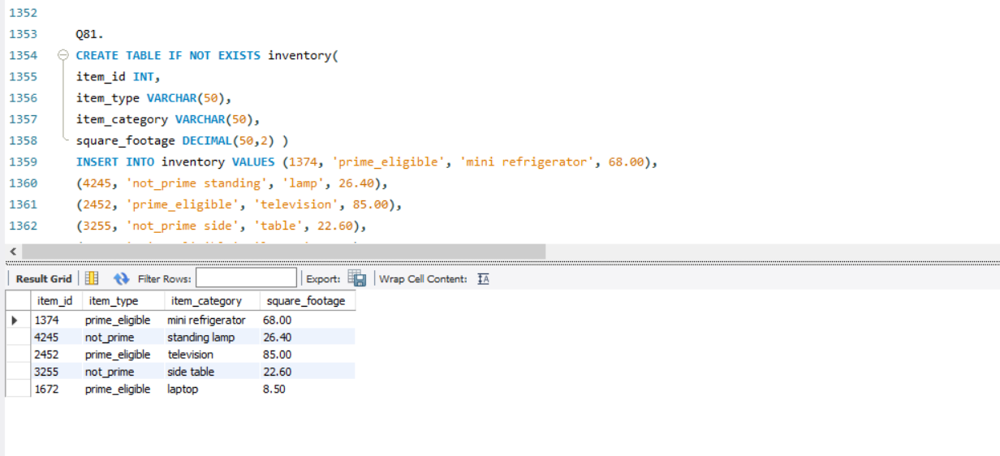 1352
1353 Q81.
1354 CREATE TABLE IF NOT EXISTS inventory(
1355 item_id INT,
1356 item_type VARCHAR(50),
1357 item_category VARCHAR(50),
1358 square_footage DECIMAL(50,2) )
1359 INSERT INTO inventory VALUES (1374, 'prime_eligible', 'mini refrigerator', 68.00),
1360 (4245, 'not_prime standing', 'lamp', 26.40),
1361 (2452, 'prime_eligible', 'television', 85.00),
1362 (3255, 'not_prime side', 'table', 22.60),
Result Grid Filter Rows: Export: Wrap Cell Content: IA
item_id item_type item_category square_footage
1374 prime_eligible mini refrigerator 68.00
4245 not_prime standing lamp 26.40
2452 prime_eligible television 85.00
3255 not_prime side table 22.60
1672 prime_eligible laptop 8.50